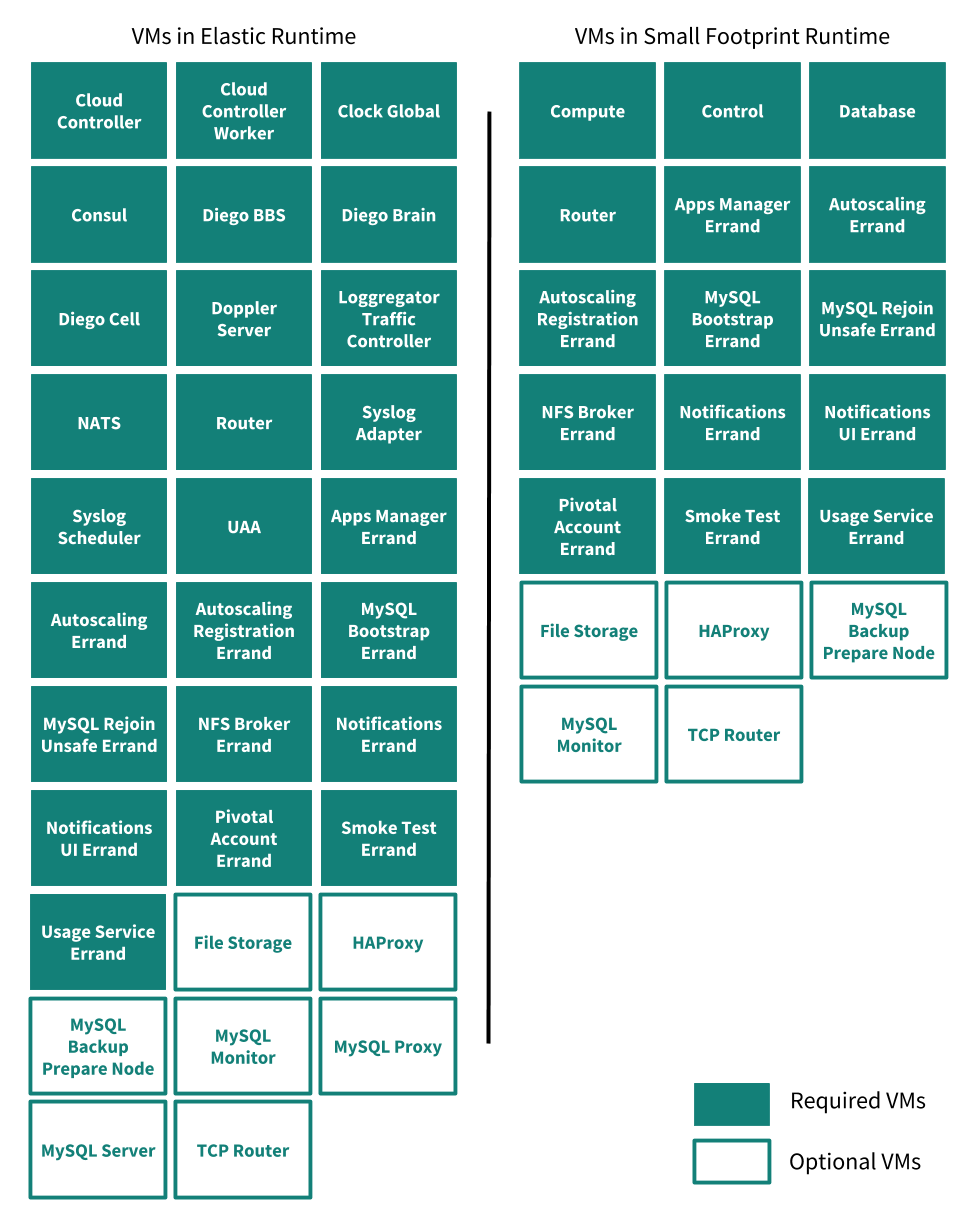 VMs in Elastic Runtime
Cloud
Controller
Cloud
Controller
Worker
Clock Global
Consul
Diego BBS
Diego Brain
Diego Cell
Doppler
Server
Loggregator
Traffic
Controller
NATS
Router
Syslog
Adapter
Syslog
Scheduler
UAA
Apps Manager
Errand
Autoscaling
Errand
Autoscaling
Registration
Errand
MySQL
Bootstrap
Errand
MySQL Rejoin
Unsafe Errand
NFS Broker
Errand
Notifications
Errand
Notifications
UI Errand
Pivotal
Account
Errand
Smoke Test
Errand
Usage Service
Errand
File Storage
HAProxy
MySQL
Backup
Prepare Node
MySQL
Monitor
MySQL Proxy
MySQL Server
TCP Router
VMs in Small Footprint Runtime
Compute
Control
Database
Router
Apps Manager
Errand
Autoscaling
Errand
Autoscaling
Registration
Errand
MySQL
Bootstrap
Errand
MySQL Rejoin
Unsafe Errand
NFS Broker
Errand
Notifications
Errand
Notifications
UI Errand
Pivotal
Account
Errand
Smoke Test
Errand
Usage Service
Errand
File Storage
HAProxy
MySQL
Backup
Prepare Node
MySQL
Monitor
TCP Router
Required VMs
Optional VMs